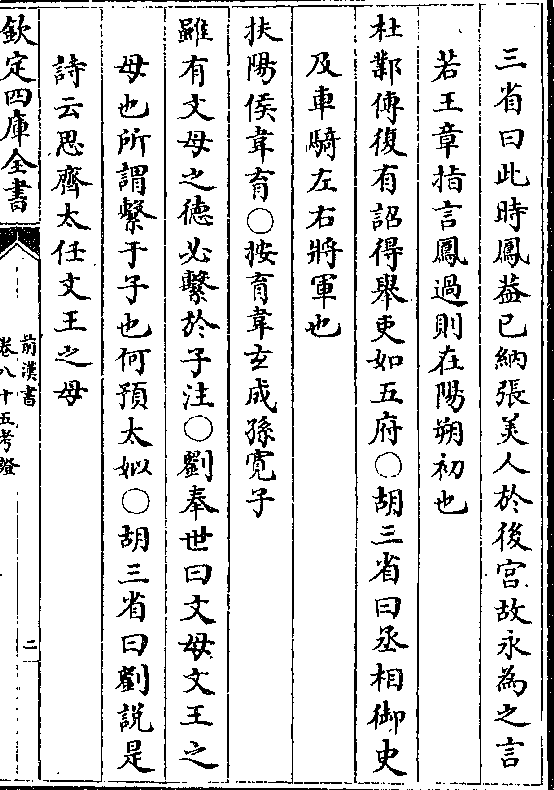 三省曰此時鳳葢已納張美人於後宮故永為之言
若王章指言鳳過則在陽朔初也
杜鄴傳復有詔得舉吏如五府○胡三省曰丞相御史
及車騎左右將軍也
扶陽侯韋育○按育韋玄成孫寛子
雖有文母之德必繫於子注○劉奉世曰文母文王之
母也所謂繫于子也何預太姒○胡三省曰劉說是
詩云思齊太任文王之母
欽定四庫全書
前漢書
卷八十五考證
二